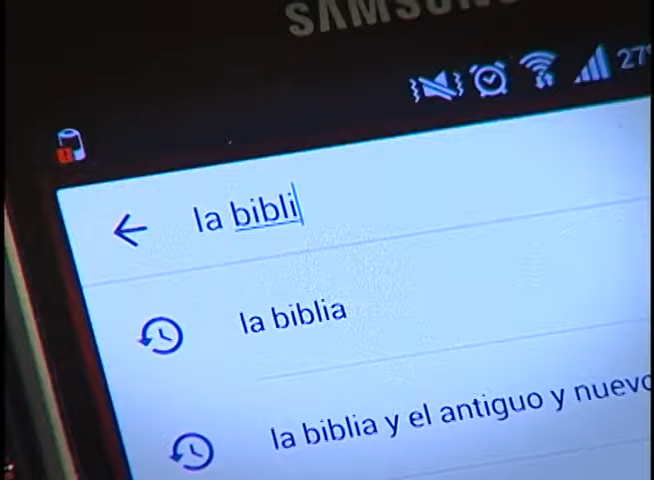 SAMSUNG
27
la bibli
la biblia
la biblia y el antiguo y nuevo